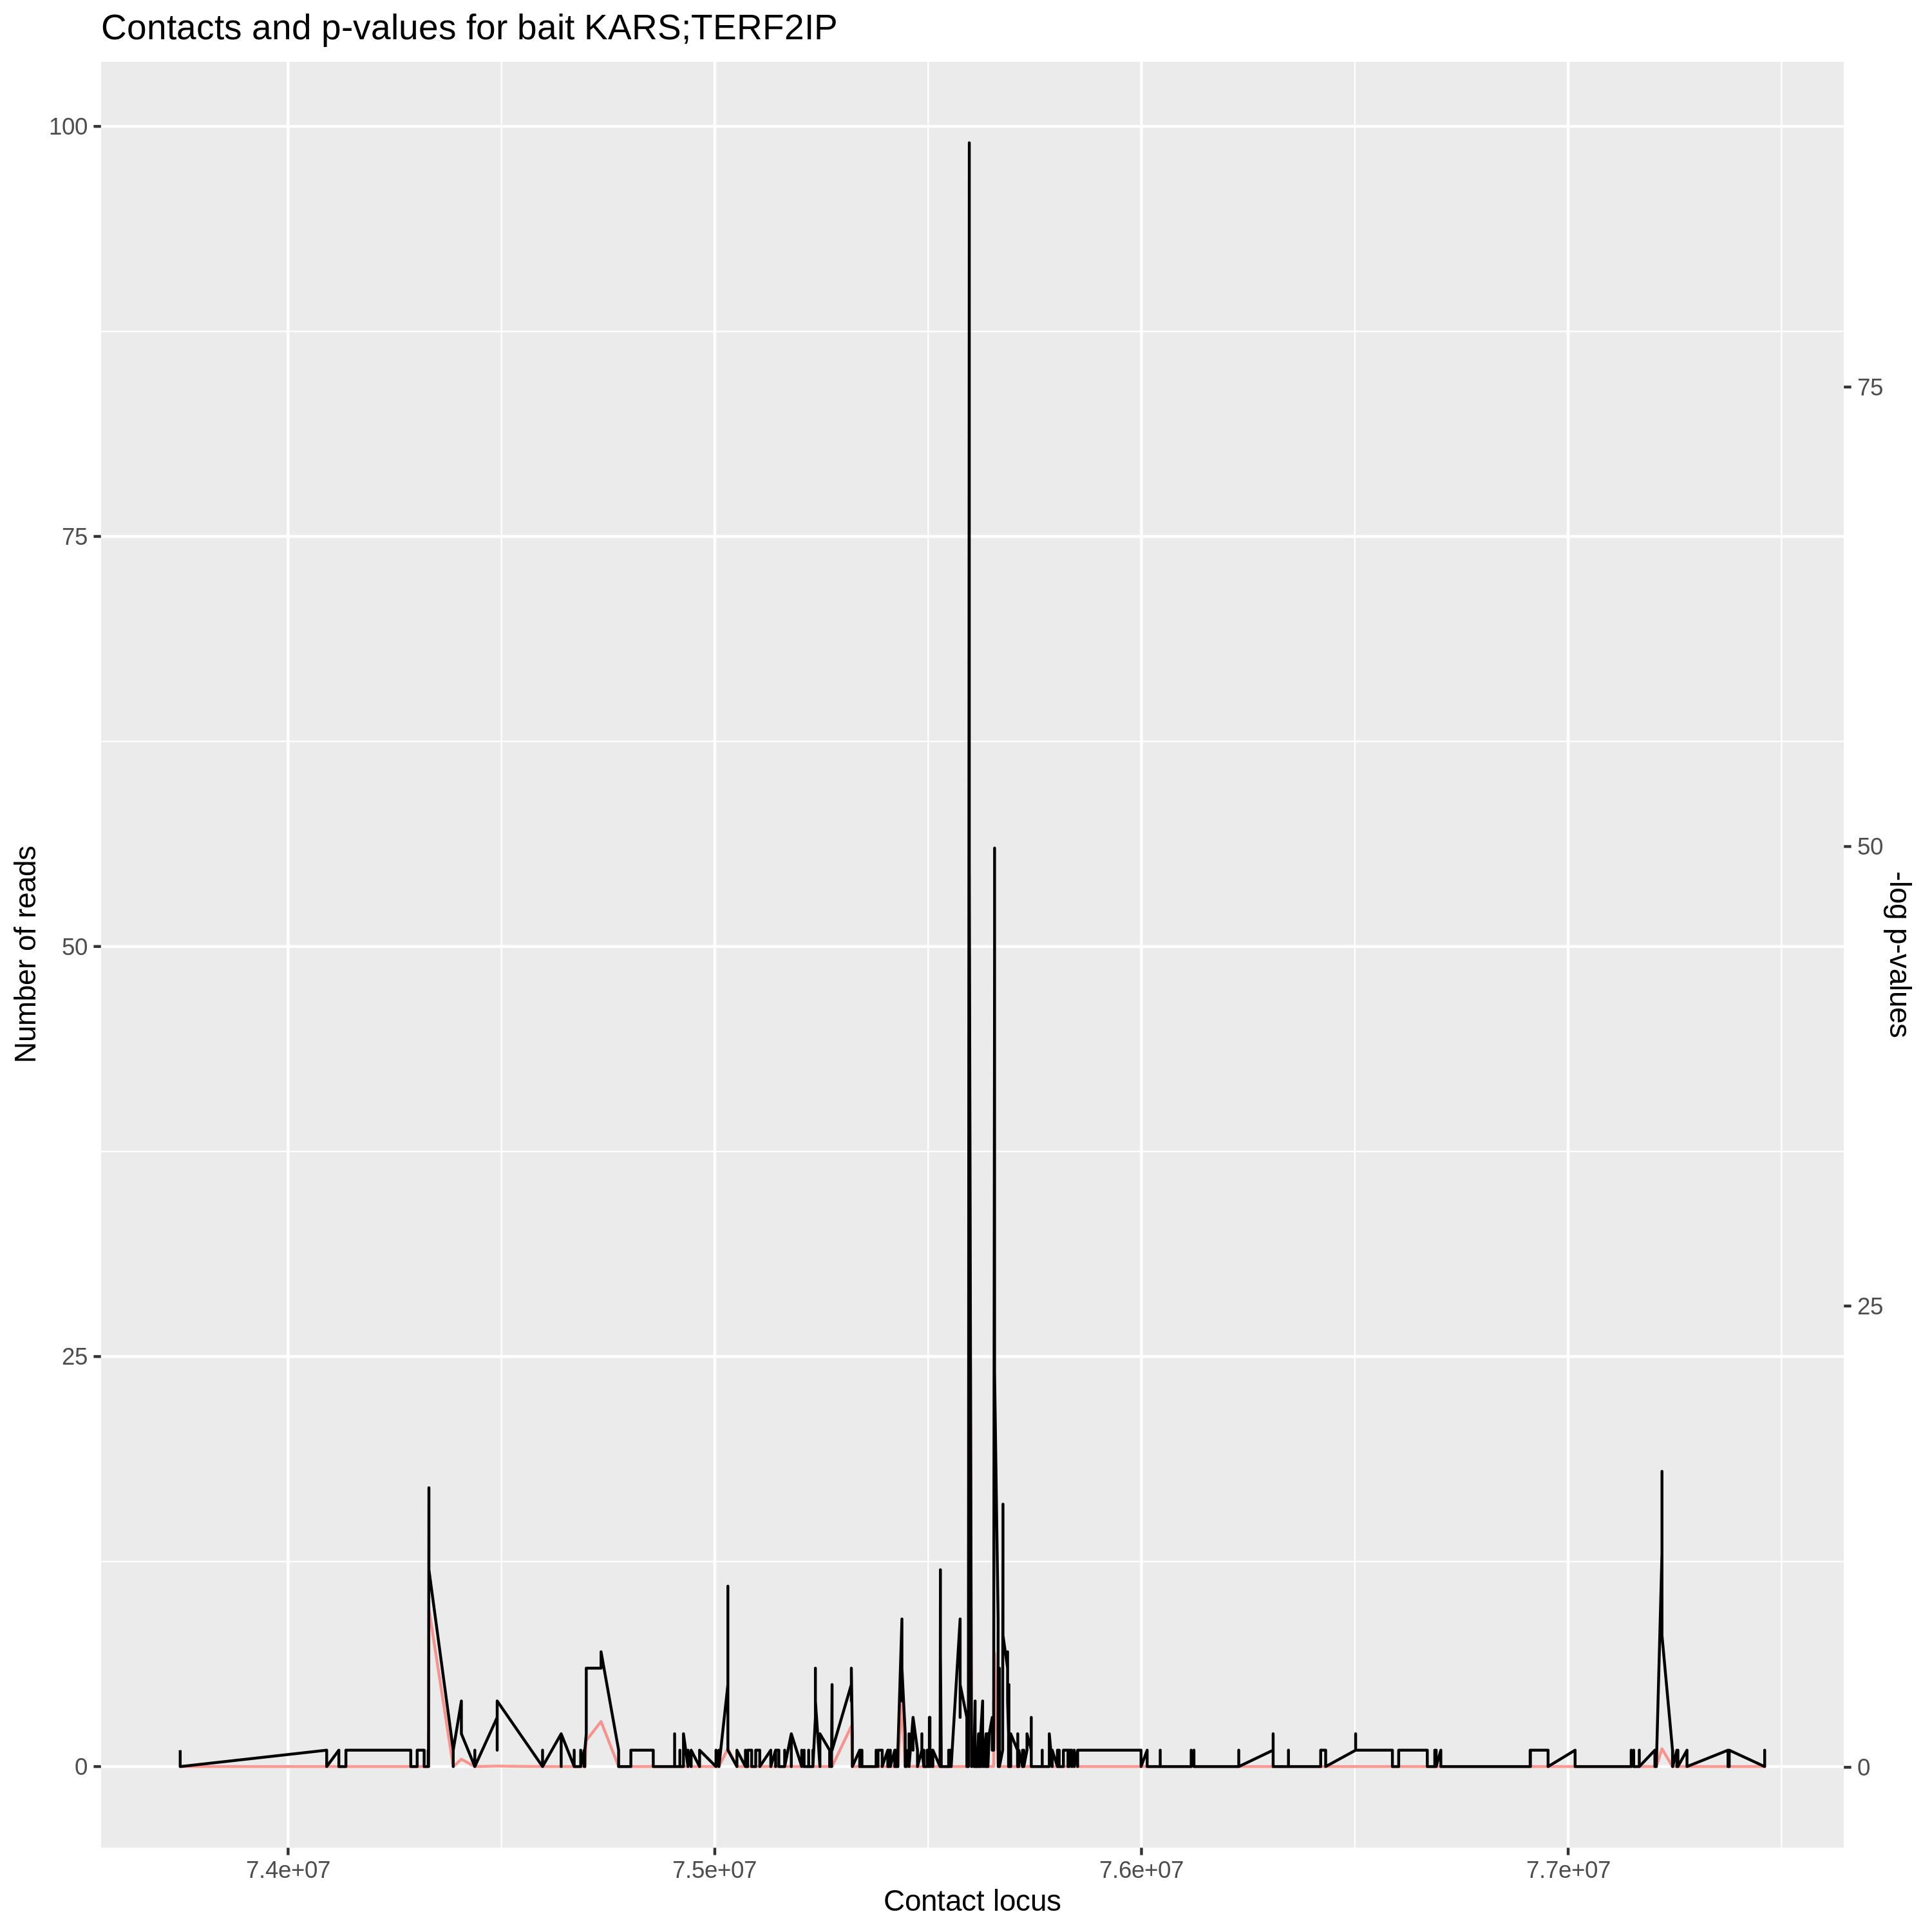 Contacts and p-values for bait KARS;TERF2IP
100
75
50
25
0
Number of reads
75
50
25
0
-log p-values
7.4e+07
7.5e+07
7.6e+07
7.7e+07
Contact locus